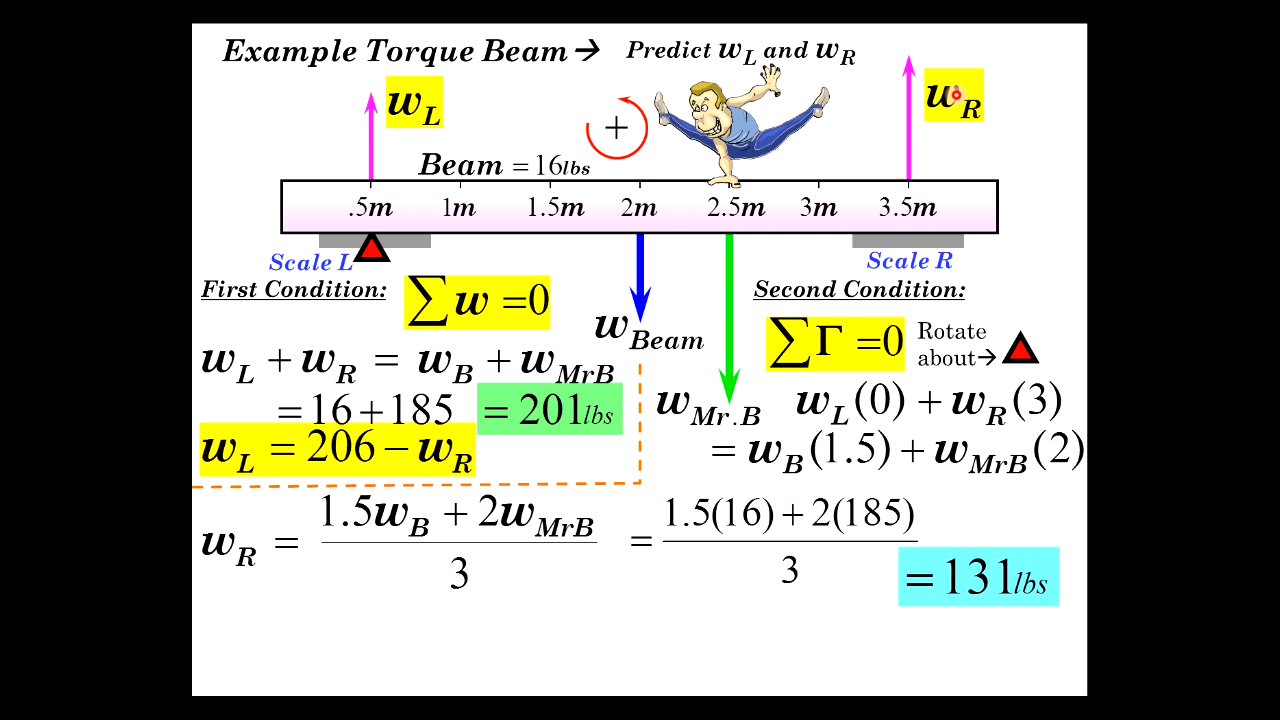 Example Torque Beam→ Predict w_L and w_R
w_L
w_R
+
Beam = 16lbs
.5m 1m 1.5m 2m 2.5m 3m 3.5m
Scale L
Scale R
First Condition:
∑w =0
w_Beam
Second Condition:
∑Γ =0
Rotate
about→
w_L + w_R = w_B + w_MrB
=16+185 =201lbs
w_Mr.B
w_L(0) + w_R(3)
= w_B(1.5) + w_MrB(2)
w_L = 206 − w_R
w_R = (1.5w_B + 2w_MrB)/3 = (1.5(16) + 2(185))/3
=131lbs